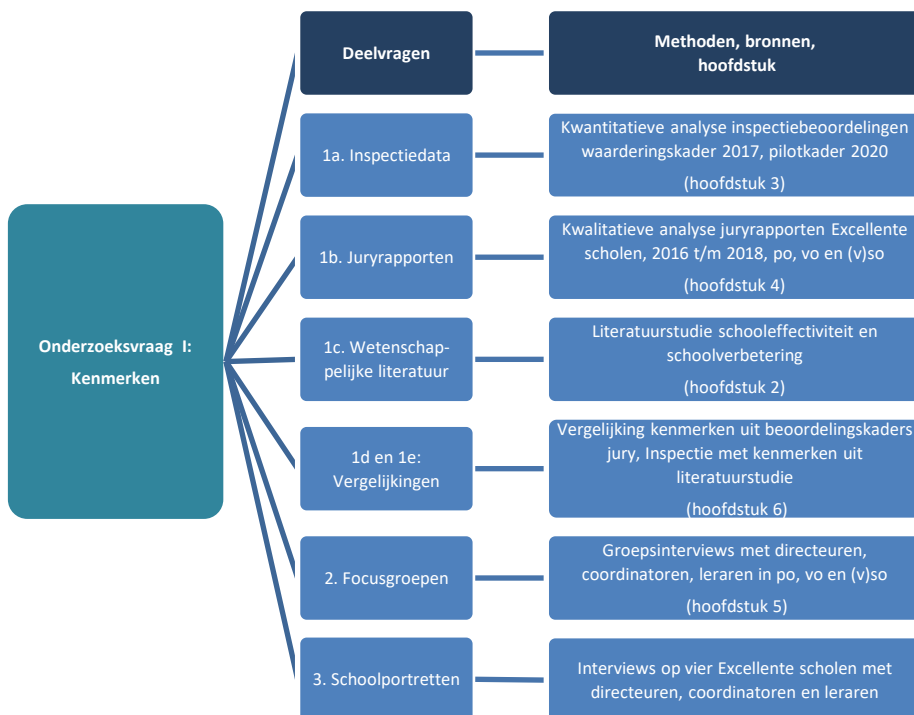 Deelvragen
Methoden, bronnen,
hoofdstuk
Onderzoeksvraag I:
Kenmerken
1a. Inspectiedata
Kwantitatieve analyse inspectiebeoordelingen
waarderingskader 2017, pilotkader 2020
(hoofdstuk 3)
1b. Juryrapporten
Kwalitatieve analyse juryrapporten Excellente
scholen, 2016 t/m 2018, po, vo en (v)so
(hoofdstuk 4)
1c. Wetenschap-
pelijke literatuur
Literatuurstudie schooleffectiviteit en
schoolverbetering
(hoofdstuk 2)
1d en 1e:
Vergelijkingen
Vergelijking kenmerken uit beoordelingskaders
jury, Inspectie met kenmerken uit
literatuurstudie
(hoofdstuk 6)
2. Focusgroepen
Groepsinterviews met directeuren,
coordinatoren, leraren in po, vo en (v)so
(hoofdstuk 5)
3. Schoolportretten
Interviews op vier Excellente scholen met
directeuren, coordinatoren en leraren